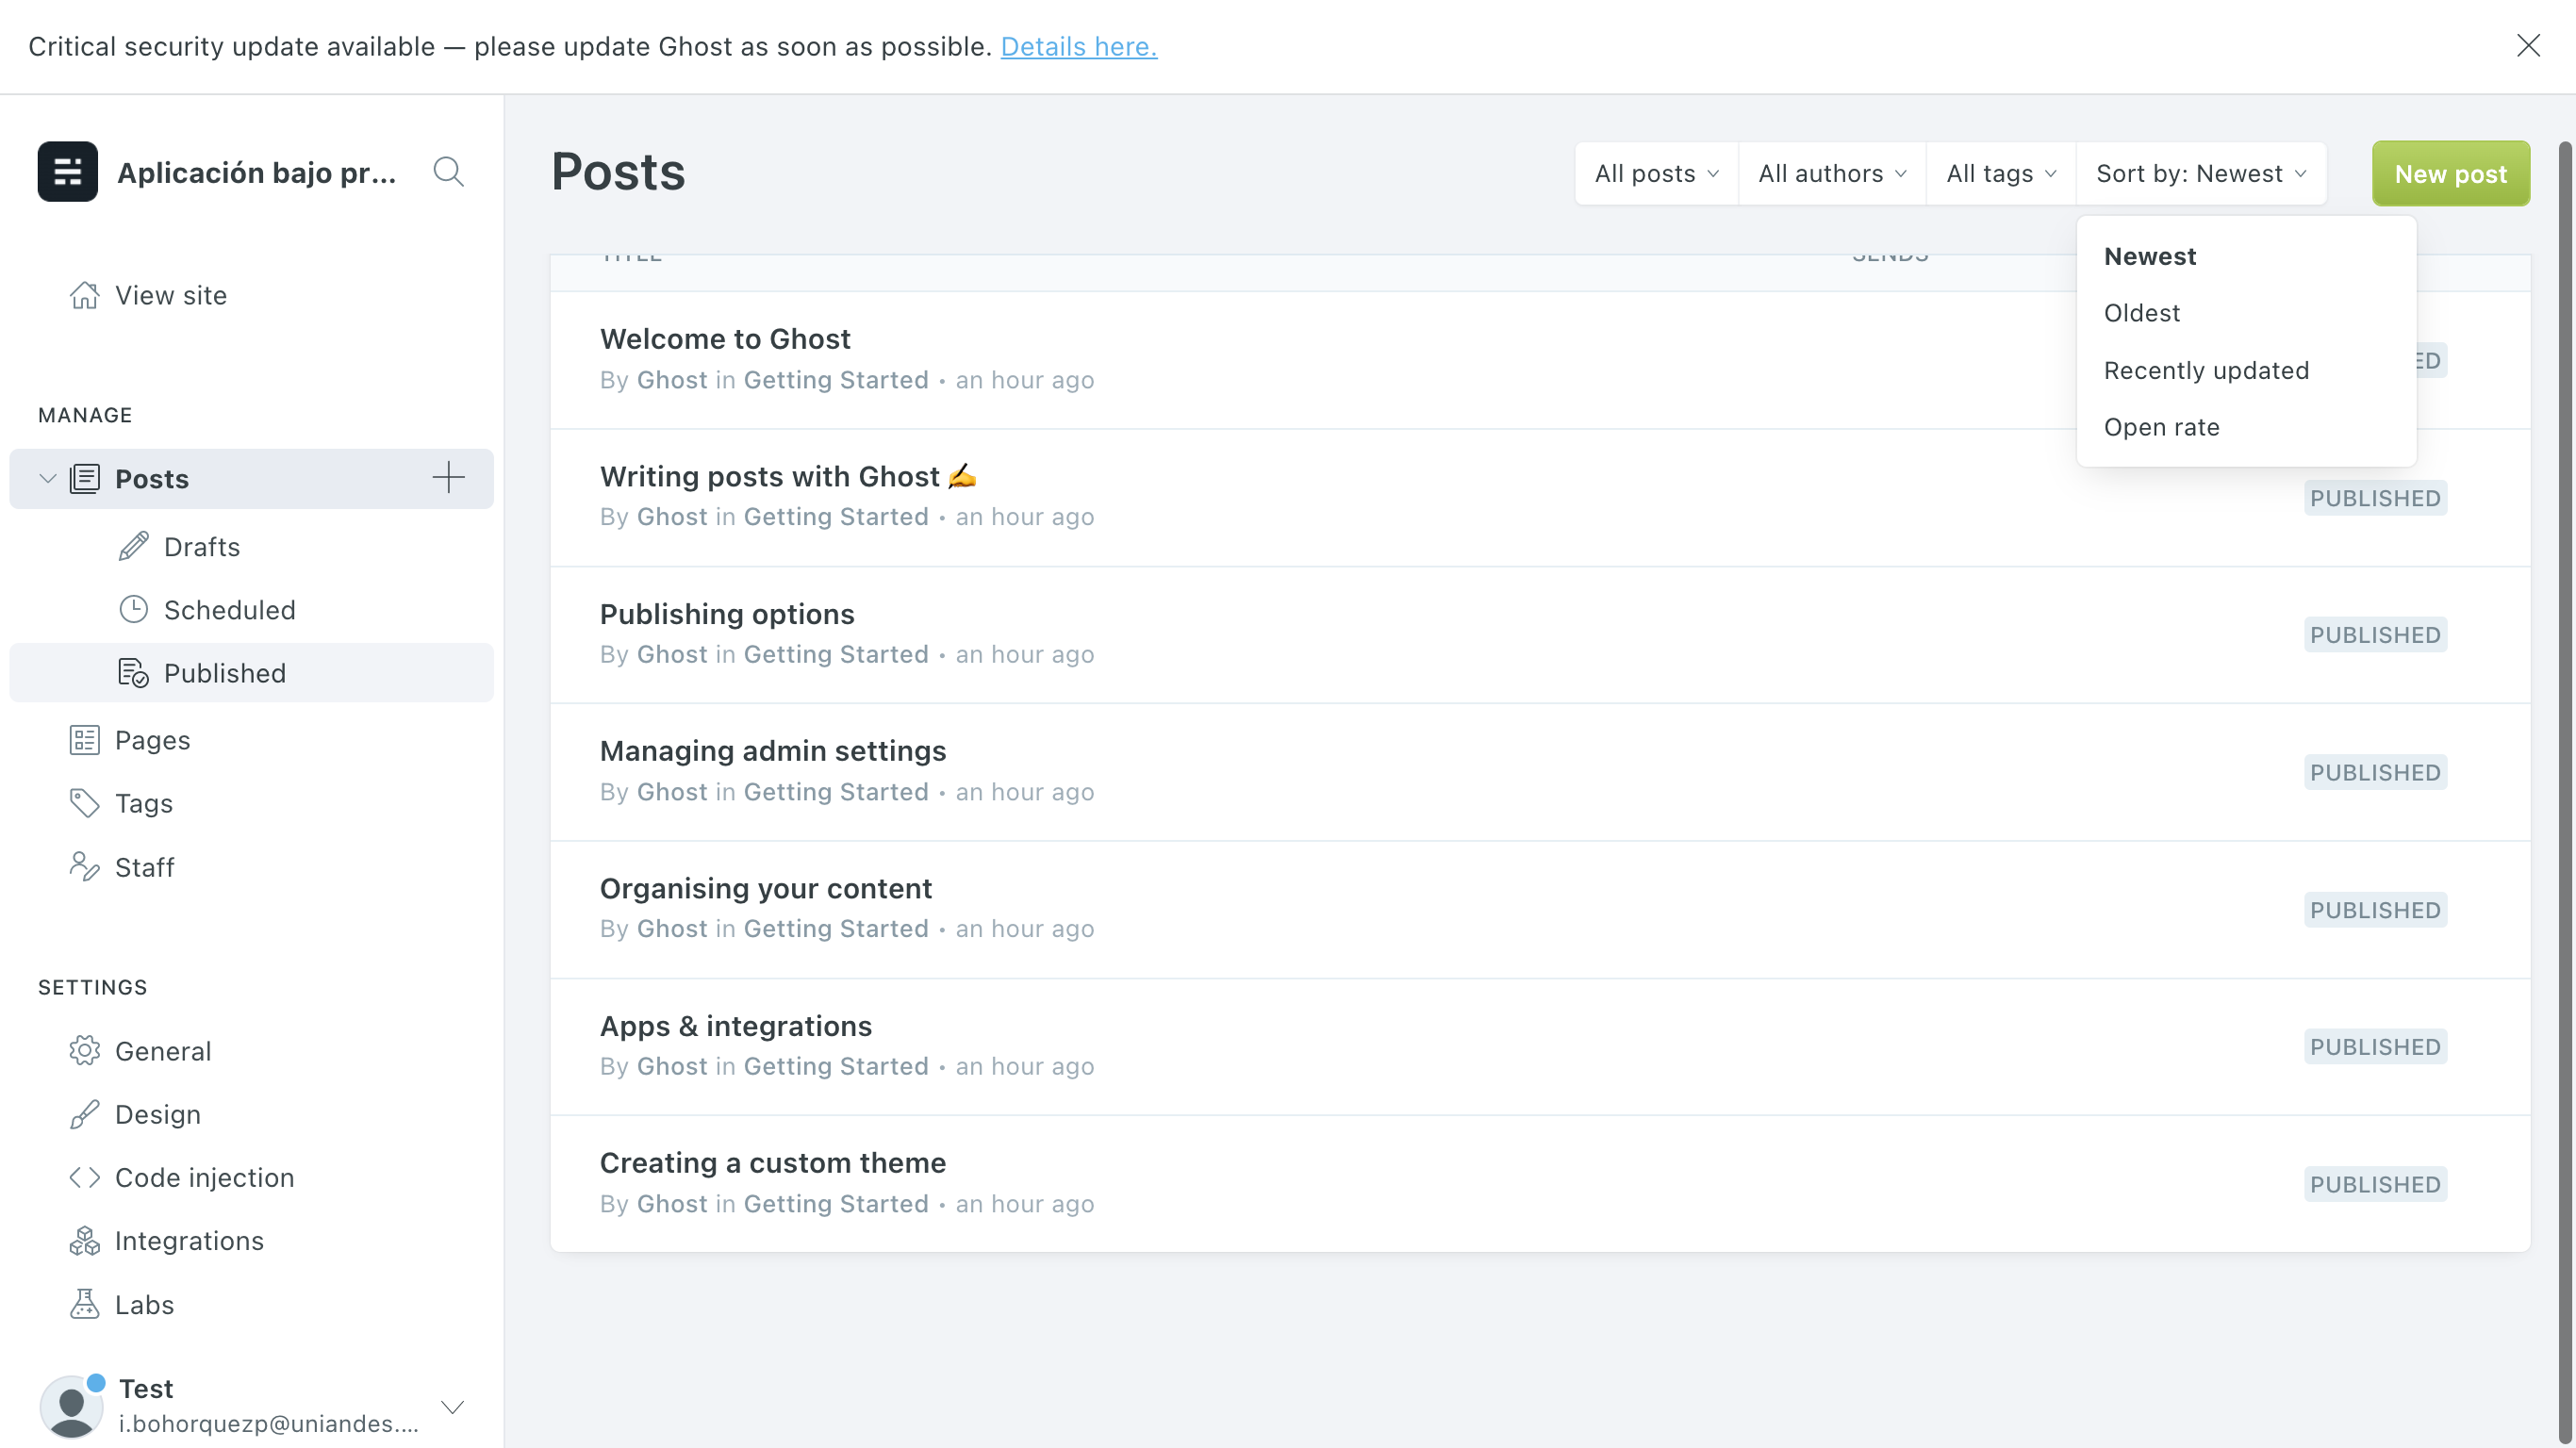 Critical security update available — please update Ghost as soon as possible. Details here.
Aplicación bajo pr...
View site
MANAGE
Posts
Drafts
Scheduled
Published
Pages
Tags
Staff
SETTINGS
General
Design
Code injection
Integrations
Labs
Test
i.bohorquezp@uniandes....
Posts
All posts
All authors
All tags
Sort by: Newest
New post
Newest
Oldest
Recently updated
Open rate
TITLE
SENDS
Welcome to Ghost
By Ghost in Getting Started • an hour ago
ED
Writing posts with Ghost ✍️
By Ghost in Getting Started • an hour ago
PUBLISHED
Publishing options
By Ghost in Getting Started • an hour ago
PUBLISHED
Managing admin settings
By Ghost in Getting Started • an hour ago
PUBLISHED
Organising your content
By Ghost in Getting Started • an hour ago
PUBLISHED
Apps & integrations
By Ghost in Getting Started • an hour ago
PUBLISHED
Creating a custom theme
By Ghost in Getting Started • an hour ago
PUBLISHED